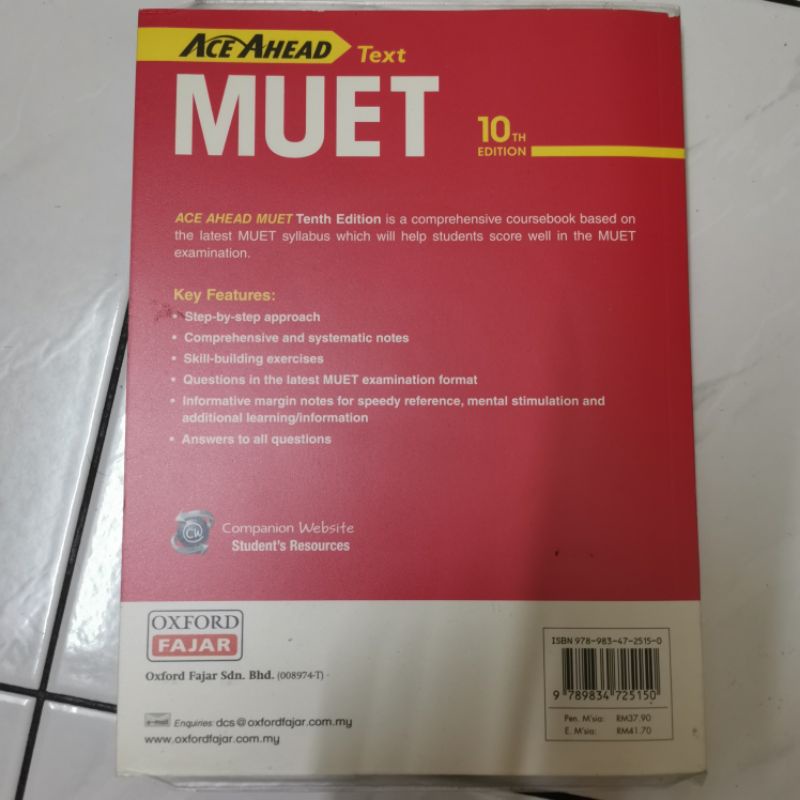 ACE AHEAD Text
MUET
10TH
EDITION
ACE AHEAD MUET Tenth Edition is a comprehensive coursebook based on
the latest MUET syllabus which will help students score well in the MUET
examination.
Key Features:
• Step-by-step approach
• Comprehensive and systematic notes
• Skill-building exercises
• Questions in the latest MUET examination format
• Informative margin notes for speedy reference, mental stimulation and
additional learning/information
• Answers to all questions
CW
Companion Website
Student's Resources
OXFORD
FAJAR
Oxford Fajar Sdn. Bhd. (008974-T)
e-mail Enquiries: dcs@oxfordfajar.com.my
www.oxfordfajar.com.my
ISBN 978-983-47-2515-0
9 789834 725150
Pen. M'sia: RM37.90
E. M'sia: RM41.70